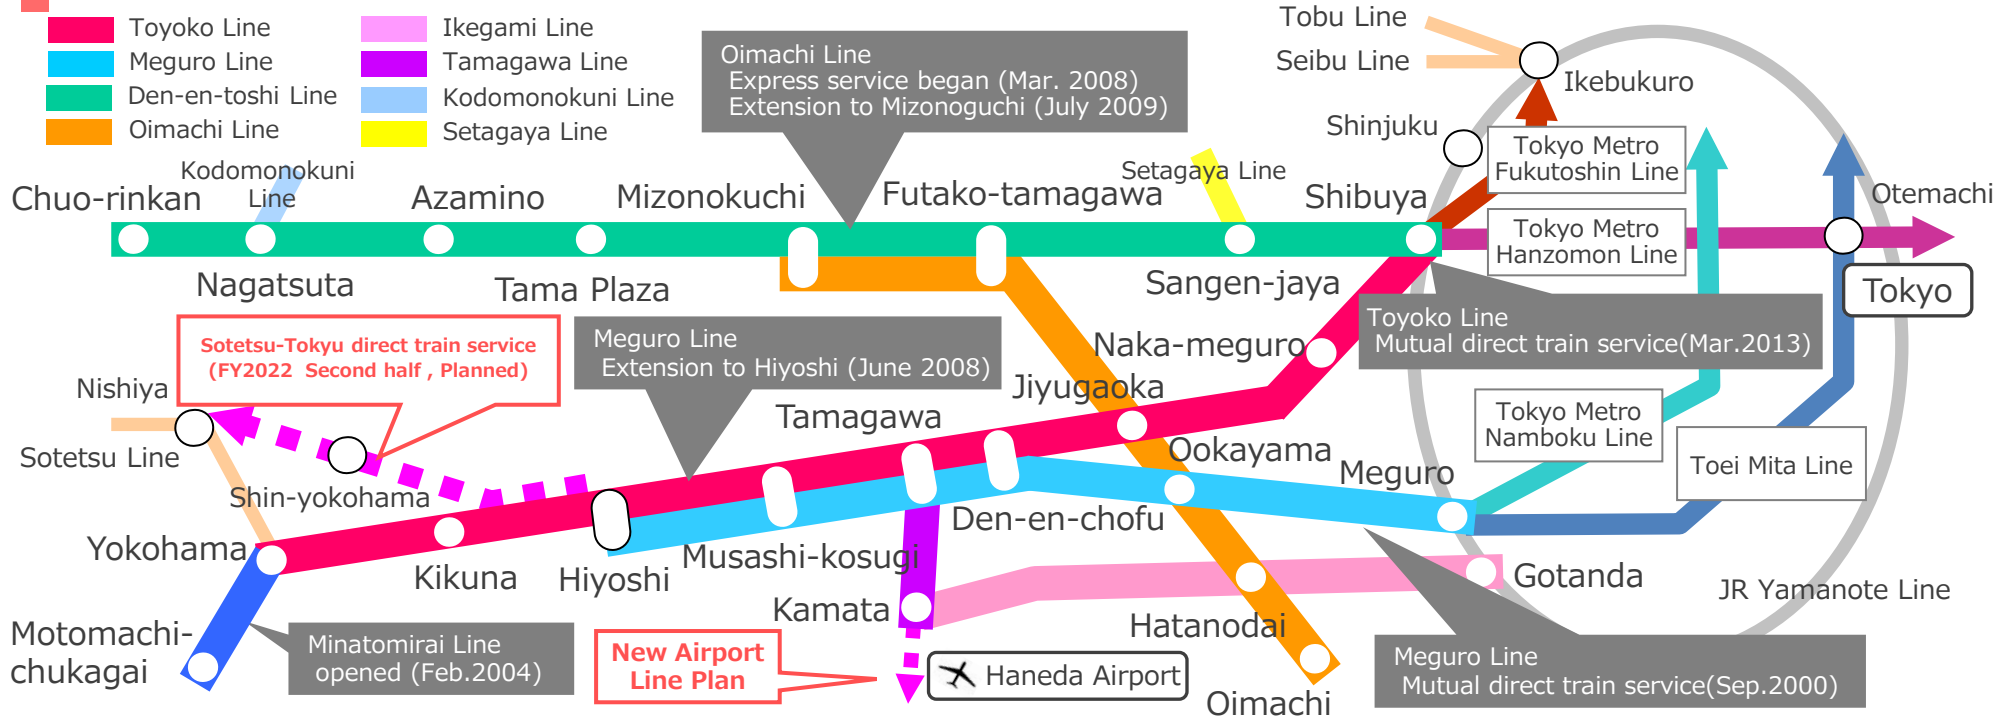 Toyoko Line
Meguro Line
Den-en-toshi Line
Oimachi Line
Ikegami Line
Tamagawa Line
Kodomonokuni Line
Setagaya Line
Oimachi Line
Express service began (Mar. 2008)
Extension to Mizonoguchi (July 2009)
Tobu Line
Seibu Line
Ikebukuro
Shinjuku
Tokyo Metro
Fukutoshin Line
Kodomonokuni
Line
Setagaya Line
Chuo-rinkan
Azamino
Mizonokuchi
Futako-tamagawa
Shibuya
Otemachi
Tokyo Metro
Hanzomon Line
Nagatsuta
Tama Plaza
Sangen-jaya
Tokyo
Sotetsu-Tokyu direct train service
(FY2022 Second half , Planned)
Meguro Line
Extension to Hiyoshi (June 2008)
Toyoko Line
Mutual direct train service(Mar.2013)
Naka-meguro
Nishiya
Jiyugaoka
Tamagawa
Tokyo Metro
Namboku Line
Sotetsu Line
Ookayama
Meguro
Toei Mita Line
Shin-yokohama
Den-en-chofu
Yokohama
Musashi-kosugi
Kikuna
Hiyoshi
Gotanda
JR Yamanote Line
Kamata
Hatanodai
Motomachi-
chukagai
Minatomirai Line
opened (Feb.2004)
New Airport
Line Plan
Haneda Airport
Oimachi
Meguro Line
Mutual direct train service(Sep.2000)